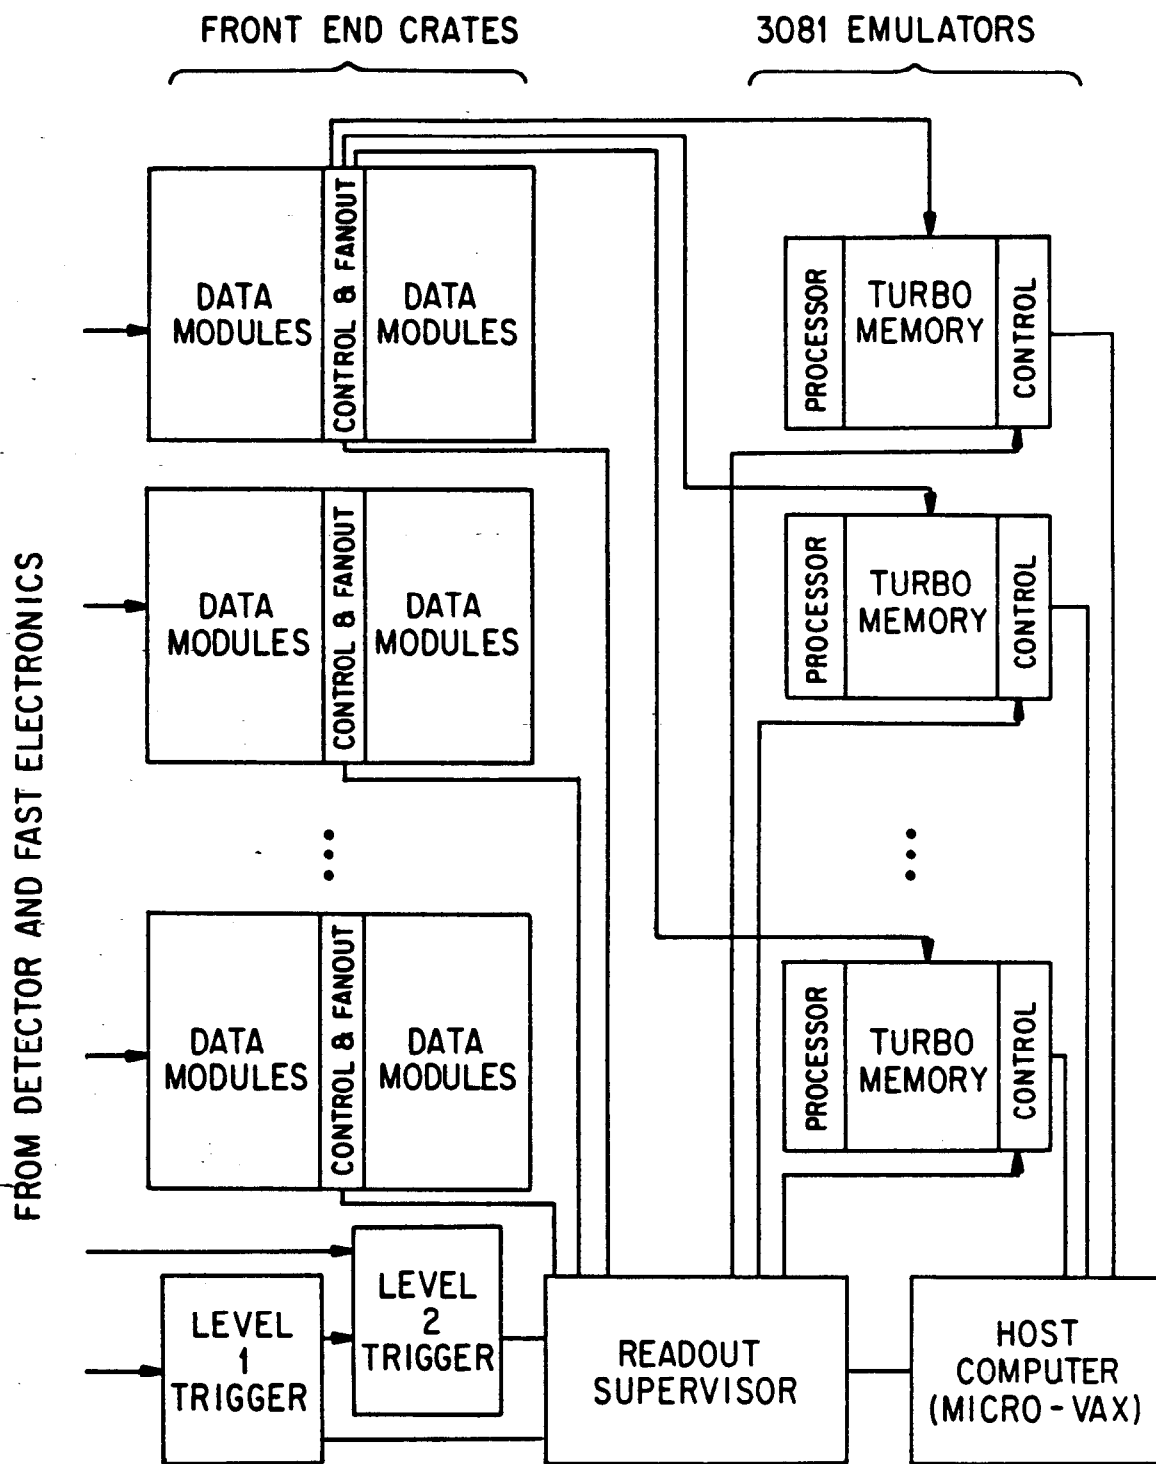 FRONT END CRATES
3081 EMULATORS
FROM DETECTOR AND FAST ELECTRONICS
DATA
MODULES
CONTROL & FANOUT
DATA
MODULES
PROCESSOR
TURBO
MEMORY
CONTROL
DATA
MODULES
CONTROL & FANOUT
DATA
MODULES
PROCESSOR
TURBO
MEMORY
CONTROL
DATA
MODULES
CONTROL & FANOUT
DATA
MODULES
PROCESSOR
TURBO
MEMORY
CONTROL
LEVEL
1
TRIGGER
LEVEL
2
TRIGGER
READOUT
SUPERVISOR
HOST
COMPUTER
(MICRO-VAX)